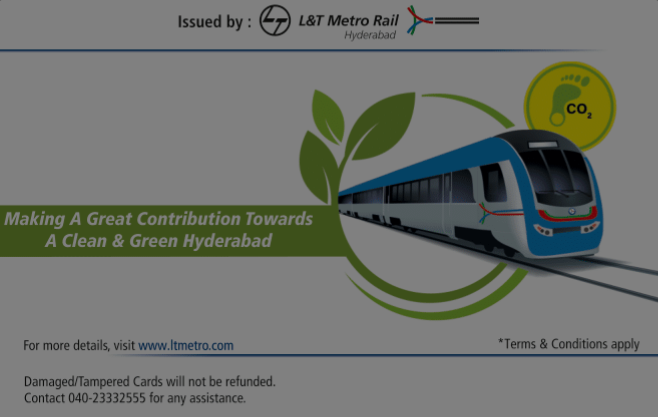 Issued by : L&T Metro Rail
Hyderabad
CO2
Making A Great Contribution Towards
A Clean & Green Hyderabad
For more details, visit www.ltmetro.com
*Terms & Conditions apply
Damaged/Tampered Cards will not be refunded.
Contact 040-23332555 for any assistance.